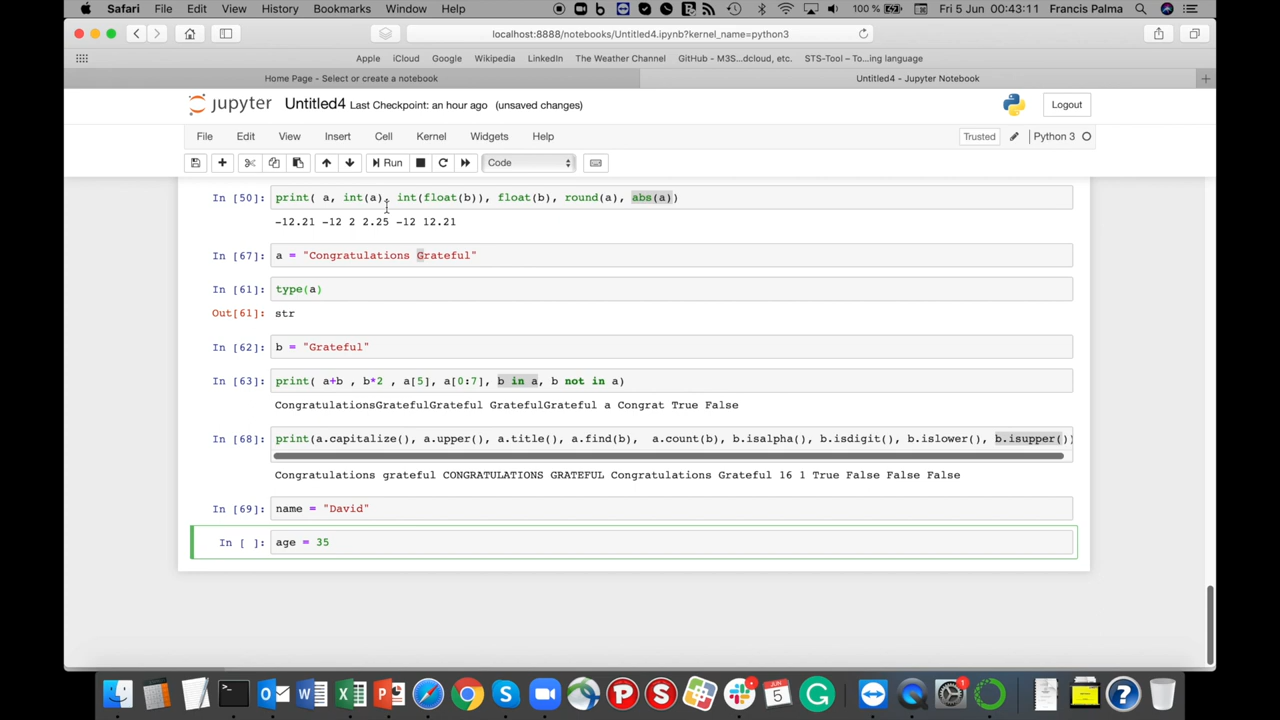 Safari File Edit View History Bookmarks Window Help 100 % Fri 5 Jun 00:43:11 Francis Palma
localhost:8888/notebooks/Untitled4.ipynb?kernel_name=python3
Apple iCloud Google Wikipedia LinkedIn The Weather Channel GitHub - M3S...dcloud, etc. STS-Tool – To...ing language
Home Page - Select or create a notebook Untitled4 - Jupyter Notebook
jupyter Untitled4 Last Checkpoint: an hour ago (unsaved changes) Logout
File Edit View Insert Cell Kernel Widgets Help Trusted Python 3
Run Code
In [50]: print( a, int(a), int(float(b)), float(b), round(a), abs(a))
-12.21 -12 2 2.25 -12 12.21
In [67]: a = "Congratulations Grateful"
In [61]: type(a)
Out[61]: str
In [62]: b = "Grateful"
In [63]: print( a+b , b*2 , a[5], a[0:7], b in a, b not in a)
CongratulationsGratefulGrateful GratefulGrateful a Congrat True False
In [68]: print(a.capitalize(), a.upper(), a.title(), a.find(b), a.count(b), b.isalpha(), b.isdigit(), b.islower(), b.isupper())
Congratulations grateful CONGRATULATIONS GRATEFUL Congratulations Grateful 16 1 True False False False
In [69]: name = "David"
In [ ]: age = 35